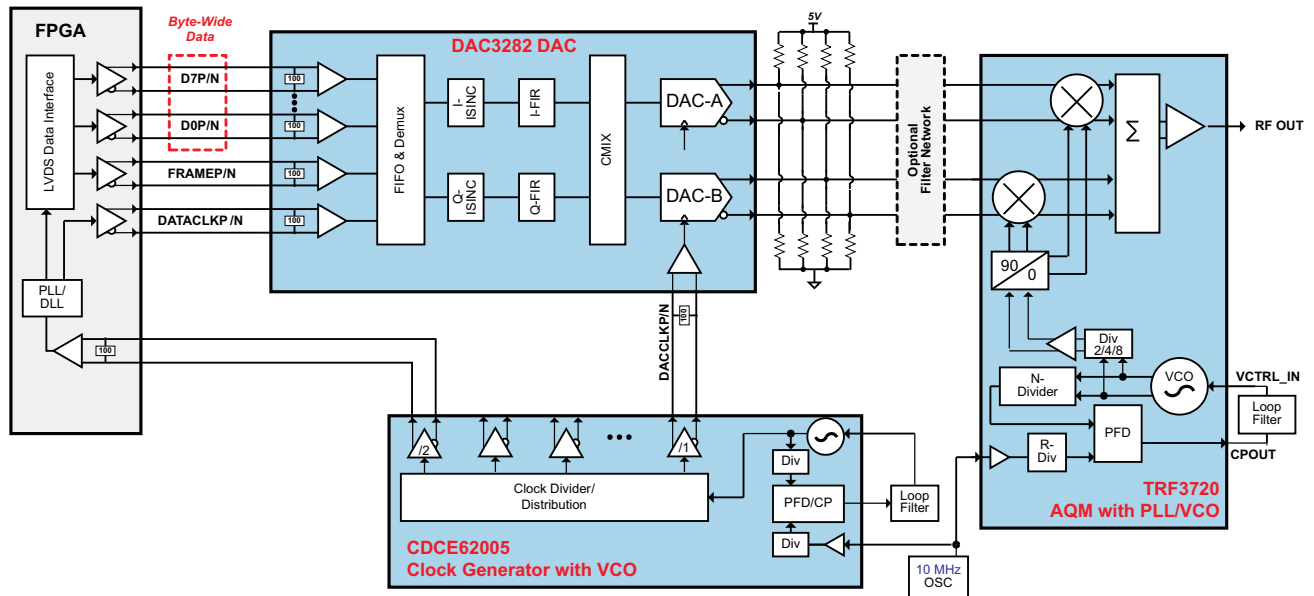 FPGA
LVDS Data Interface
PLL/
DLL
100
Byte-Wide
Data
D7P/N
D0P/N
FRAMEP/N
DATACLKP/N
DAC3282 DAC
100
100
100
100
FIFO & Demux
I-
ISINC
I-FIR
Q-
ISINC
Q-FIR
CMIX
DAC-A
DAC-B
DACCLKP/N
100
5V
Optional
Filter Network
Σ
RF OUT
90
0
Div
2/4/8
N-
Divider
VCO
VCTRL_IN
Loop
Filter
PFD
R-
Div
CPOUT
TRF3720
AQM with PLL/VCO
/2
/1
Clock Divider/
Distribution
Div
PFD/CP
Loop
Filter
Div
CDCE62005
Clock Generator with VCO
10 MHz
OSC